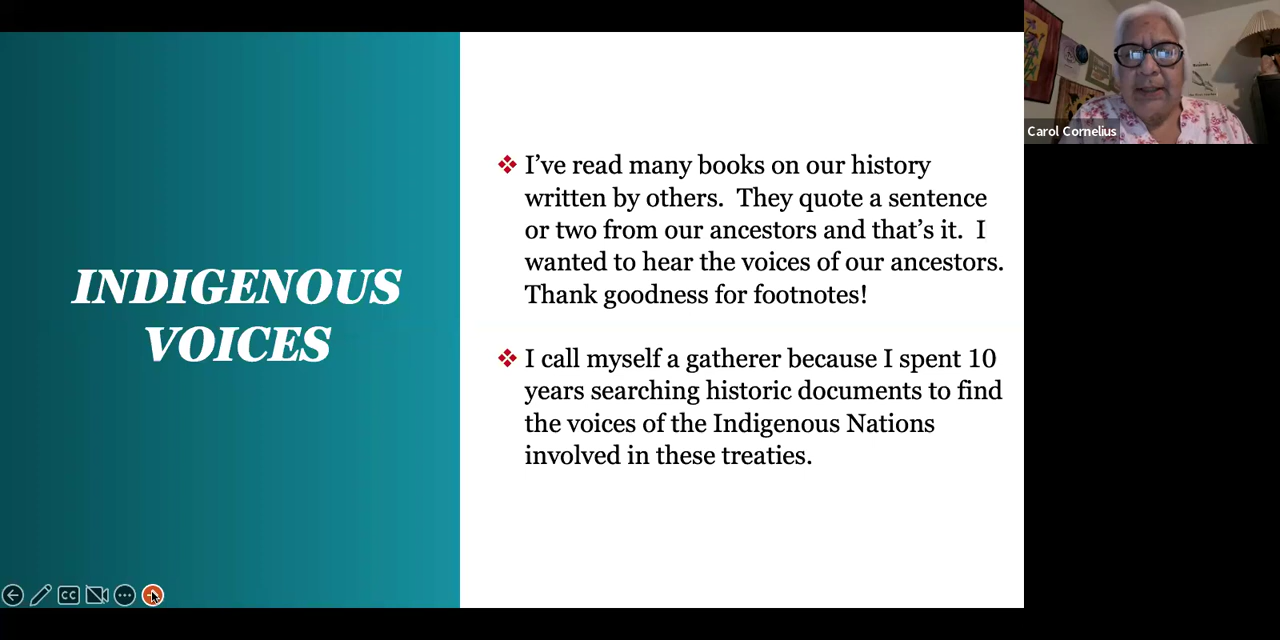 INDIGENOUS
VOICES
I’ve read many books on our history
written by others.  They quote a sentence
or two from our ancestors and that’s it.  I
wanted to hear the voices of our ancestors.
Thank goodness for footnotes!
I call myself a gatherer because I spent 10
years searching historic documents to find
the voices of the Indigenous Nations
involved in these treaties.
Carol Cornelius
CC